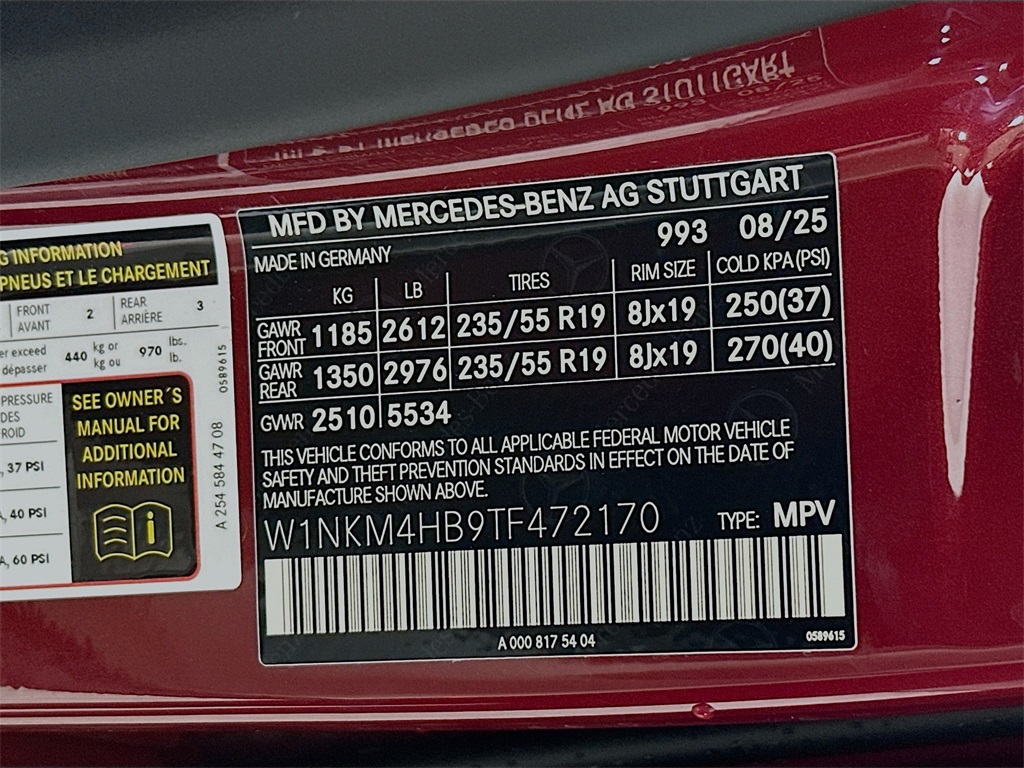 MFD BY MERCEDES-BENZ AG STUTTGART
MADE IN GERMANY 993 08/25
KG LB TIRES RIM SIZE COLD KPA (PSI)
GAWR FRONT 1185 2612 235/55 R19 8Jx19 250(37)
GAWR REAR 1350 2976 235/55 R19 8Jx19 270(40)
GVWR 2510 5534
THIS VEHICLE CONFORMS TO ALL APPLICABLE FEDERAL MOTOR VEHICLE
SAFETY AND THEFT PREVENTION STANDARDS IN EFFECT ON THE DATE OF
MANUFACTURE SHOWN ABOVE.
W1NKM4HB9TF472170 TYPE: MPV
A 000 817 54 04 0589615
INFORMATION
PNEUS ET LE CHARGEMENT
FRONT 2 REAR 3
AVANT ARRIÈRE
exceed 440 kg or 970 lbs.
dépasser kg ou lb.
PRESSURE
DES
37 PSI
40 PSI
60 PSI
SEE OWNER´S
MANUAL FOR
ADDITIONAL
INFORMATION
i
A 254 584 47 08 0589615